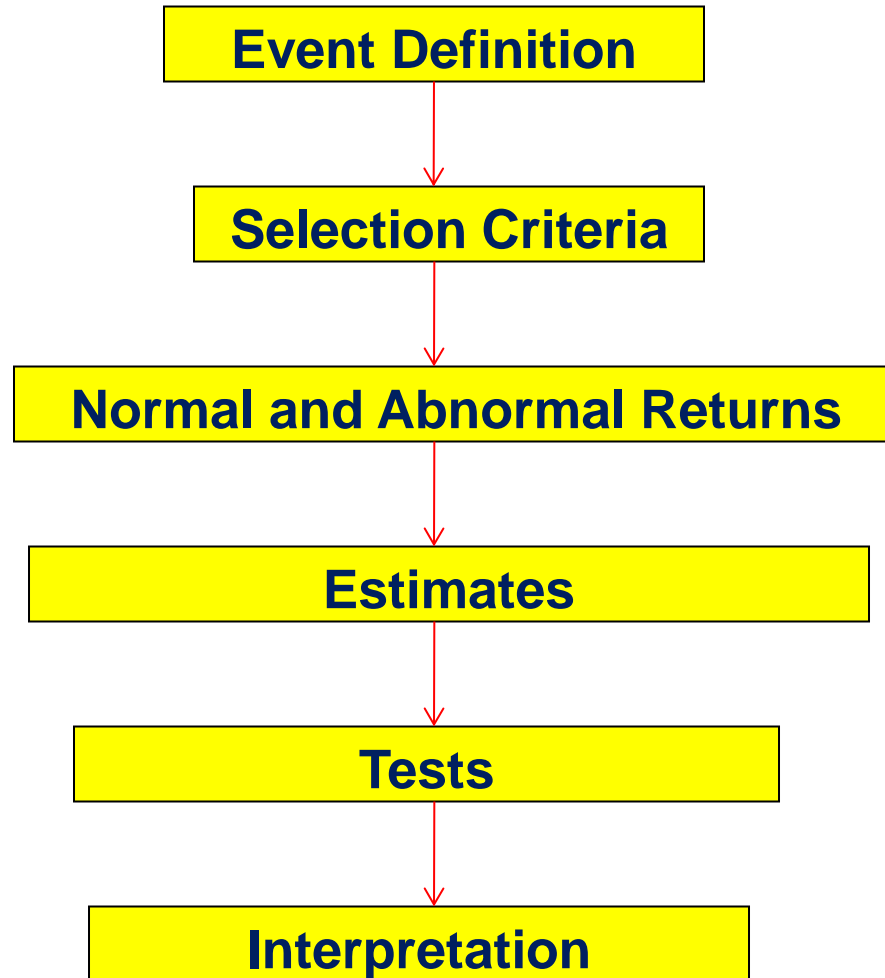 Event Definition
Selection Criteria
Normal and Abnormal Returns
Estimates
Tests
Interpretation